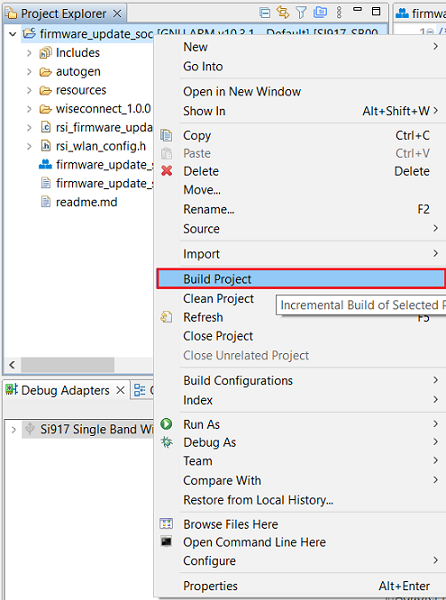 Project Explorer
firmware_update_soc [GNU ARM v10.3.1 - Default] [SI917-SB00
Includes
autogen
resources
wiseconnect_1.0.0
rsi_firmware_upda
rsi_wlan_config.h
firmware_update_s
firmware_update_s
readme.md
New
Go Into
Open in New Window
Show In Alt+Shift+W
Copy Ctrl+C
Paste Ctrl+V
Delete Delete
Move...
Rename... F2
Source
Import
Build Project
Clean Project
Incremental Build of Selected P
Refresh F5
Close Project
Close Unrelated Project
Build Configurations
Index
Run As
Debug As
Team
Compare With
Restore from Local History...
Browse Files Here
Open Command Line Here
Configure
Properties Alt+Enter
Debug Adapters
Si917 Single Band Wi
firmwa
1